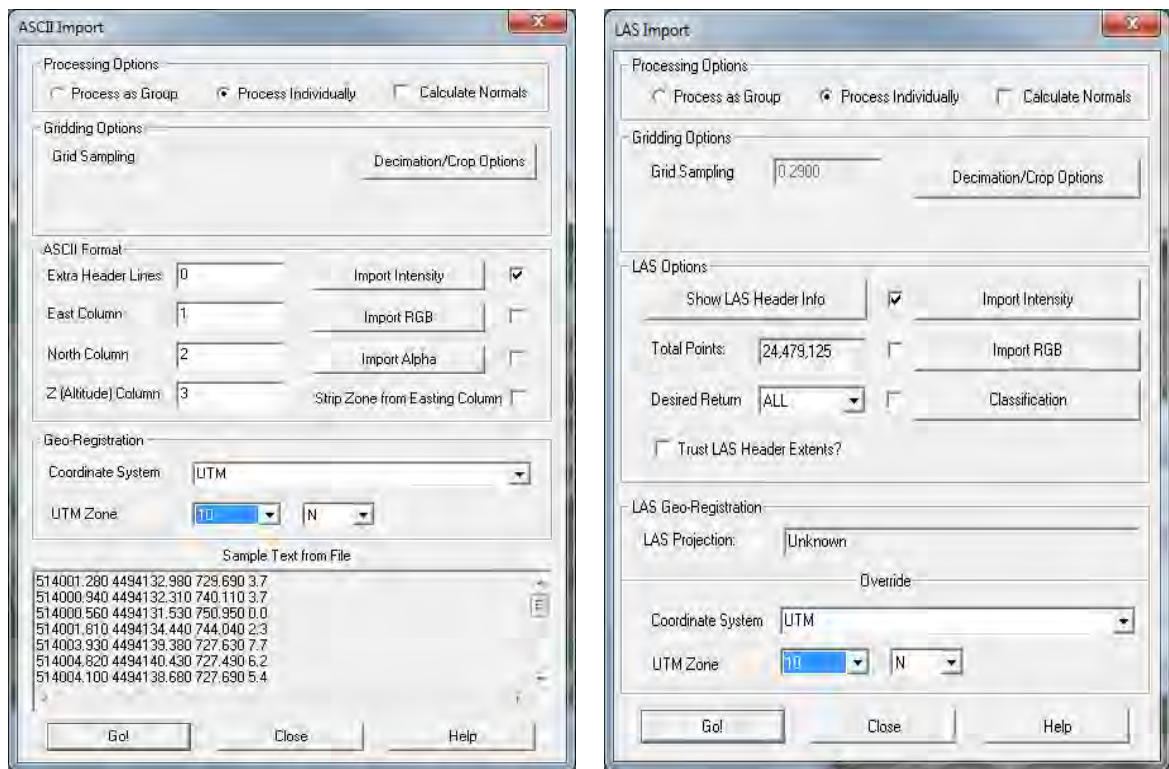 ASCII Import
Processing Options
Process as Group Process Individually Calculate Normals
Gridding Options
Grid Sampling Decimation/Crop Options
ASCII Format
Extra Header Lines 0 Import Intensity
East Column 1 Import RGB
North Column 2 Import Alpha
Z (Altitude) Column 3 Strip Zone from Easting Column
Geo-Registration
Coordinate System UTM
UTM Zone 10 N
Sample Text from File
514001.280 4494132.980 729.690 3.7
514000.940 4494132.310 740.110 3.7
514000.560 4494131.530 750.950 0.0
514001.610 4494134.440 744.040 2.3
514003.930 4494139.380 727.630 7.7
514004.820 4494140.430 727.490 6.2
514004.100 4494138.680 727.690 5.4
Go! Close Help
LAS Import
Processing Options
Process as Group Process Individually Calculate Normals
Gridding Options
Grid Sampling 0.2900 Decimation/Crop Options
LAS Options
Show LAS Header Info Import Intensity
Total Points: 24,479,125 Import RGB
Desired Return ALL Classification
Trust LAS Header Extents?
LAS Geo-Registration
LAS Projection: Unknown
Override
Coordinate System UTM
UTM Zone 10 N
Go! Close Help